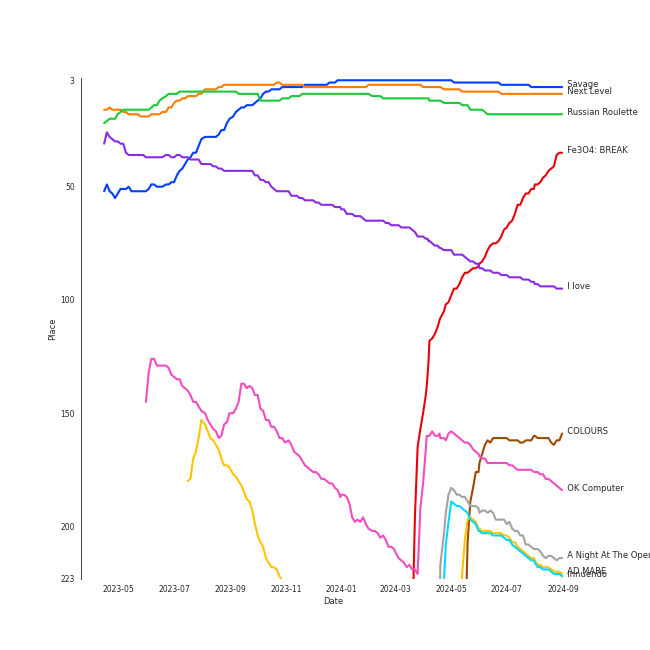 3
Savage
Next Level
Russian Roulette
Fe3O4: BREAK
50
I love
100
Place
150
COLOURS
OK Computer
200
A Night At The Oper
AD MARE
Innuendo
223
2023-05 2023-07 2023-09 2023-11 2024-01 2024-03 2024-05 2024-07 2024-09
Date